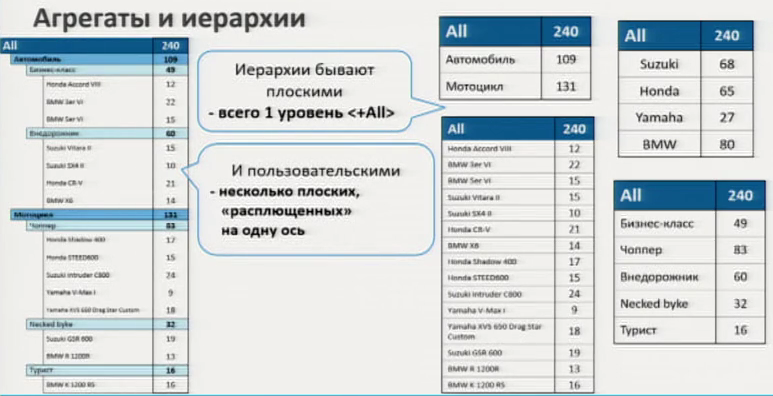 Агрегаты и иерархии
All 240
Автомобиль 109
Бизнес-класс 49
Honda Accord VIII 12
BMW 3er VI 22
BMW 5er VI 15
Внедорожник 60
Suzuki Vitara II 15
Suzuki SX4 II 10
Honda CR-V 21
BMW X6 14
Мотоцикл 131
Чоппер 83
Honda Shadow 400 17
Honda STEED600 15
Suzuki Intruder C800 24
Yamaha V-Max I 9
Yamaha XVS 650 Drag Star Custom 18
Necked byke 32
Suzuki GSR 600 19
BMW R 1200R 13
Турист 16
BMW K 1200 RS 16
Иерархии бывают
плоскими
- всего 1 уровень <+All>
И пользовательскими
- несколько плоских,
«расплющенных»
на одну ось
All 240
Автомобиль 109
Мотоцикл 131
All 240
Honda Accord VIII 12
BMW 3er VI 22
BMW 5er VI 15
Suzuki Vitara II 15
Suzuki SX4 II 10
Honda CR-V 21
BMW X6 14
Honda Shadow 400 17
Honda STEED600 15
Suzuki Intruder C800 24
Yamaha V-Max I 9
Yamaha XVS 650 Drag Star
Custom 18
Suzuki GSR 600 19
BMW R 1200R 13
BMW K 1200 RS 16
All 240
Suzuki 68
Honda 65
Yamaha 27
BMW 80
All 240
Бизнес-класс 49
Чоппер 83
Внедорожник 60
Necked byke 32
Турист 16